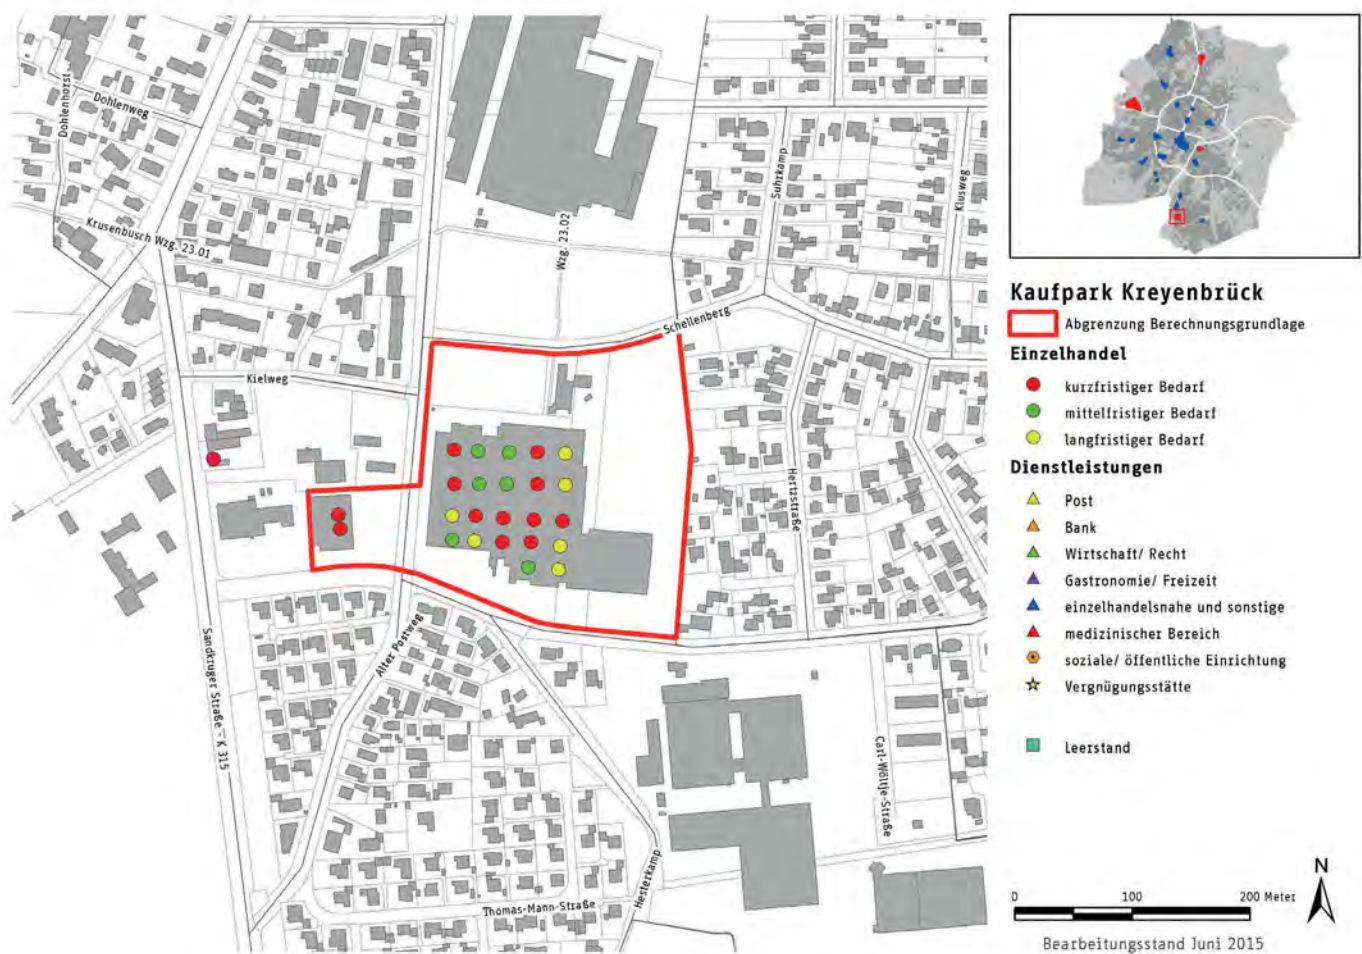 Dohlenhorst
Dohlenweg
Krusenbusch Wzg. 23.01
Wzg. 23.02
Suhrkamp
Klusweg
Schellenberg
Kielweg
Hertzstraße
Alter Postweg
Sandkruger Straße - K 315
Carl-Wöltje-Straße
Hesterkamp
Thomas-Mann-Straße
Kaufpark Kreyenbrück
Abgrenzung Berechnungsgrundlage
Einzelhandel
kurzfristiger Bedarf
mittelfristiger Bedarf
langfristiger Bedarf
Dienstleistungen
Post
Bank
Wirtschaft/ Recht
Gastronomie/ Freizeit
einzelhandelsnahe und sonstige
medizinischer Bereich
soziale/ öffentliche Einrichtung
Vergnügungsstätte
Leerstand
N
0 100 200 Meter
Bearbeitungsstand Juni 2015